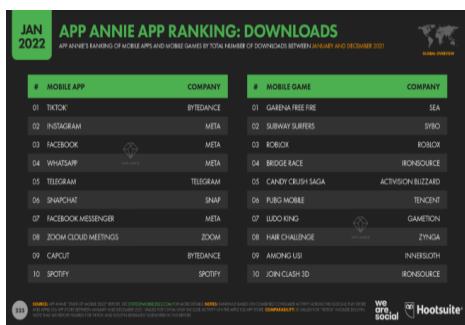 JAN
2022
APP ANNIE APP RANKING: DOWNLOADS
APP ANNIE'S RANKING OF MOBILE APPS AND MOBILE GAMES BY TOTAL NUMBER OF DOWNLOADS BETWEEN JANUARY AND DECEMBER 2021
GLOBAL OVERVIEW
# MOBILE APP COMPANY
01 TIKTOK¹ BYTEDANCE
02 INSTAGRAM META
03 FACEBOOK META
04 WHATSAPP META
05 TELEGRAM TELEGRAM
06 SNAPCHAT SNAP
07 FACEBOOK MESSENGER META
08 ZOOM CLOUD MEETINGS ZOOM
09 CAPCUT BYTEDANCE
10 SPOTIFY SPOTIFY
# MOBILE GAME COMPANY
01 GARENA FREE FIRE SEA
02 SUBWAY SURFERS SYBO
03 ROBLOX ROBLOX
04 BRIDGE RACE IRONSOURCE
05 CANDY CRUSH SAGA ACTIVISION BLIZZARD
06 PUBG MOBILE TENCENT
07 LUDO KING GAMETION
08 HAIR CHALLENGE ZYNGA
09 AMONG US! INNERSLOTH
10 JOIN CLASH 3D IRONSOURCE
we
are.
social
Hootsuite®